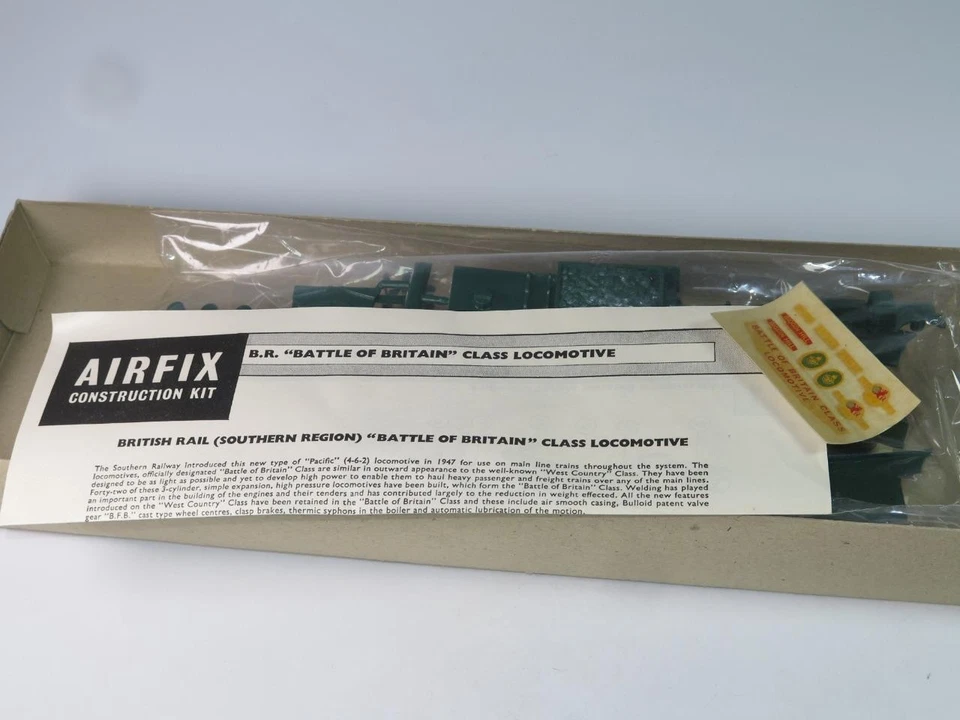 AIRFIX
CONSTRUCTION KIT
B.R. "BATTLE OF BRITAIN" CLASS LOCOMOTIVE
BRITISH RAIL (SOUTHERN REGION) "BATTLE OF BRITAIN" CLASS LOCOMOTIVE
The Southern Railway Introduced this new type of "Pacific" (4-6-2) locomotive in 1947 for use on main line trains throughout the system. The
locomotives, officially designated "Battle of Britain" Class are similar in outward appearance to the well-known "West Country" Class. They have been
designed to be as light as possible and yet to develop high power to enable them to haul heavy passenger and freight trains over any of the main lines.
Forty-two of these 3-cylinder, simple expansion, high pressure locomotives have been built, which form the "Battle of Britain" Class. Welding has played
an important part in the building of the engines and their tenders and has contributed largely to the reduction in weight effected. All the new features
introduced on the "West Country" Class have been retained in the "Battle of Britain" Class and these include air smooth casing, Bulloid patent valve
gear "B.F.B." cast type wheel centres, clasp brakes, thermic syphons in the boiler and automatic lubrication of the motion.
BATTLE OF BRITAIN CLASS
LOCOMOTIVE